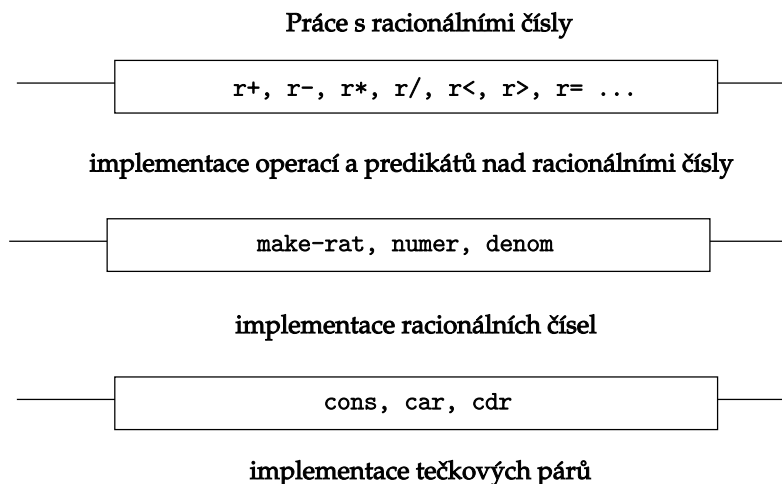 Práce s racionálními čísly
r+, r-, r*, r/, r<, r>, r= ...
implementace operací a predikátů nad racionálními čísly
make-rat, numer, denom
implementace racionálních čísel
cons, car, cdr
implementace tečkových párů